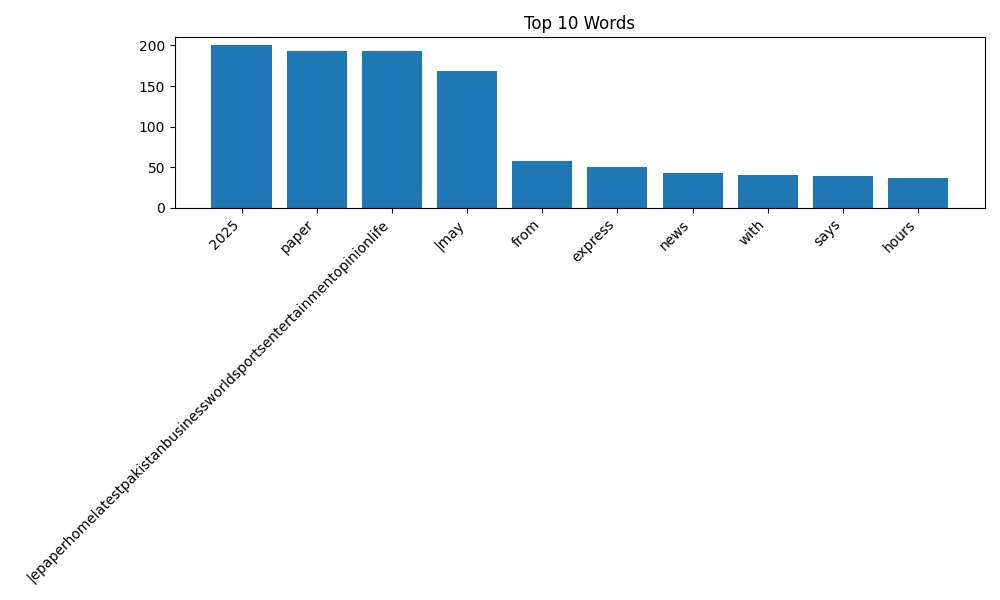 Top 10 Words
200
150
100
50
0
2025
paper
|epaperhomelatestpakistanbusinessworldsportsentertainmentopinionlife
|may
from
express
news
with
says
hours